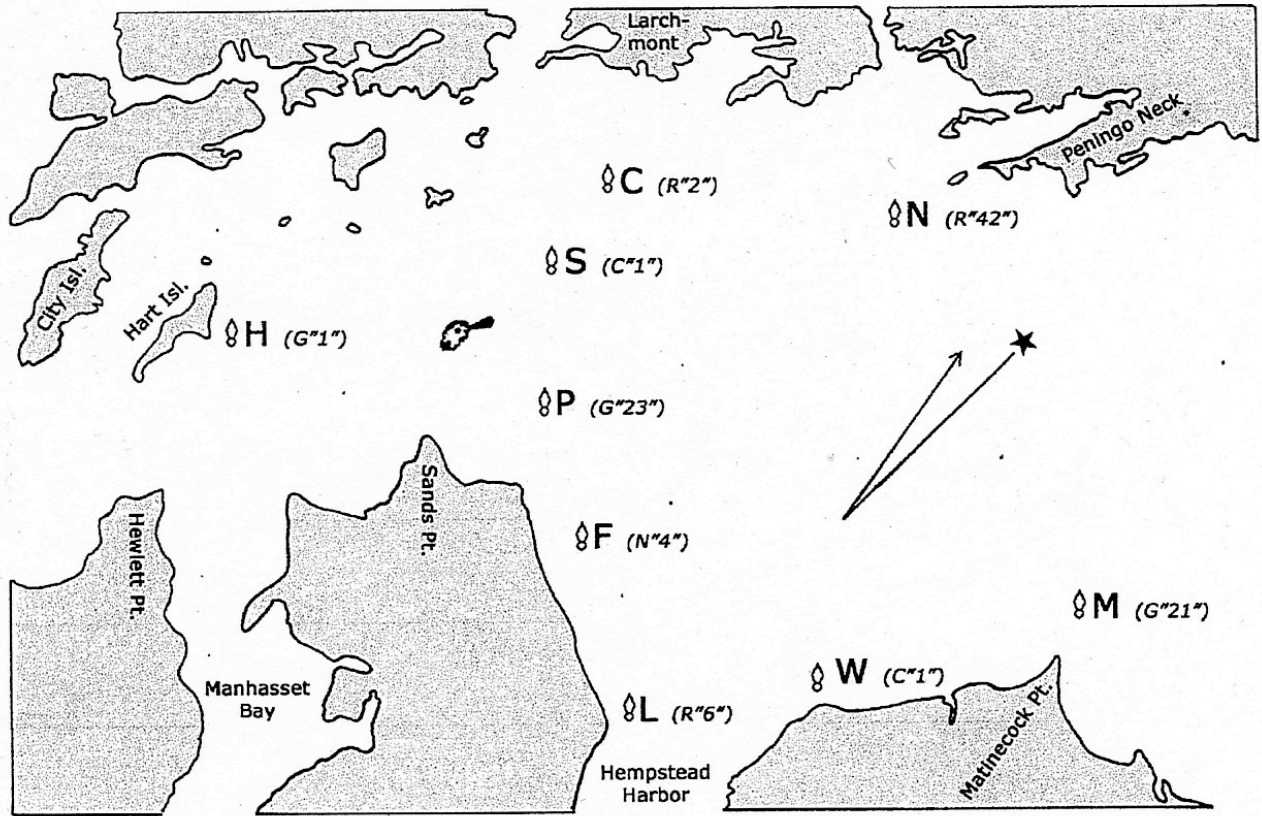 Larch-
mont
Peningo Neck
C (R"2")
N (R"42")
S (C"1")
City Isl.
Hart Isl.
H (G"1")
P (G"23")
Sands Pt.
Hewlett Pt.
F (N"4")
M (G"21")
W (C"1")
Manhasset
Bay
L (R"6")
Matinecock Pt.
Hempstead
Harbor